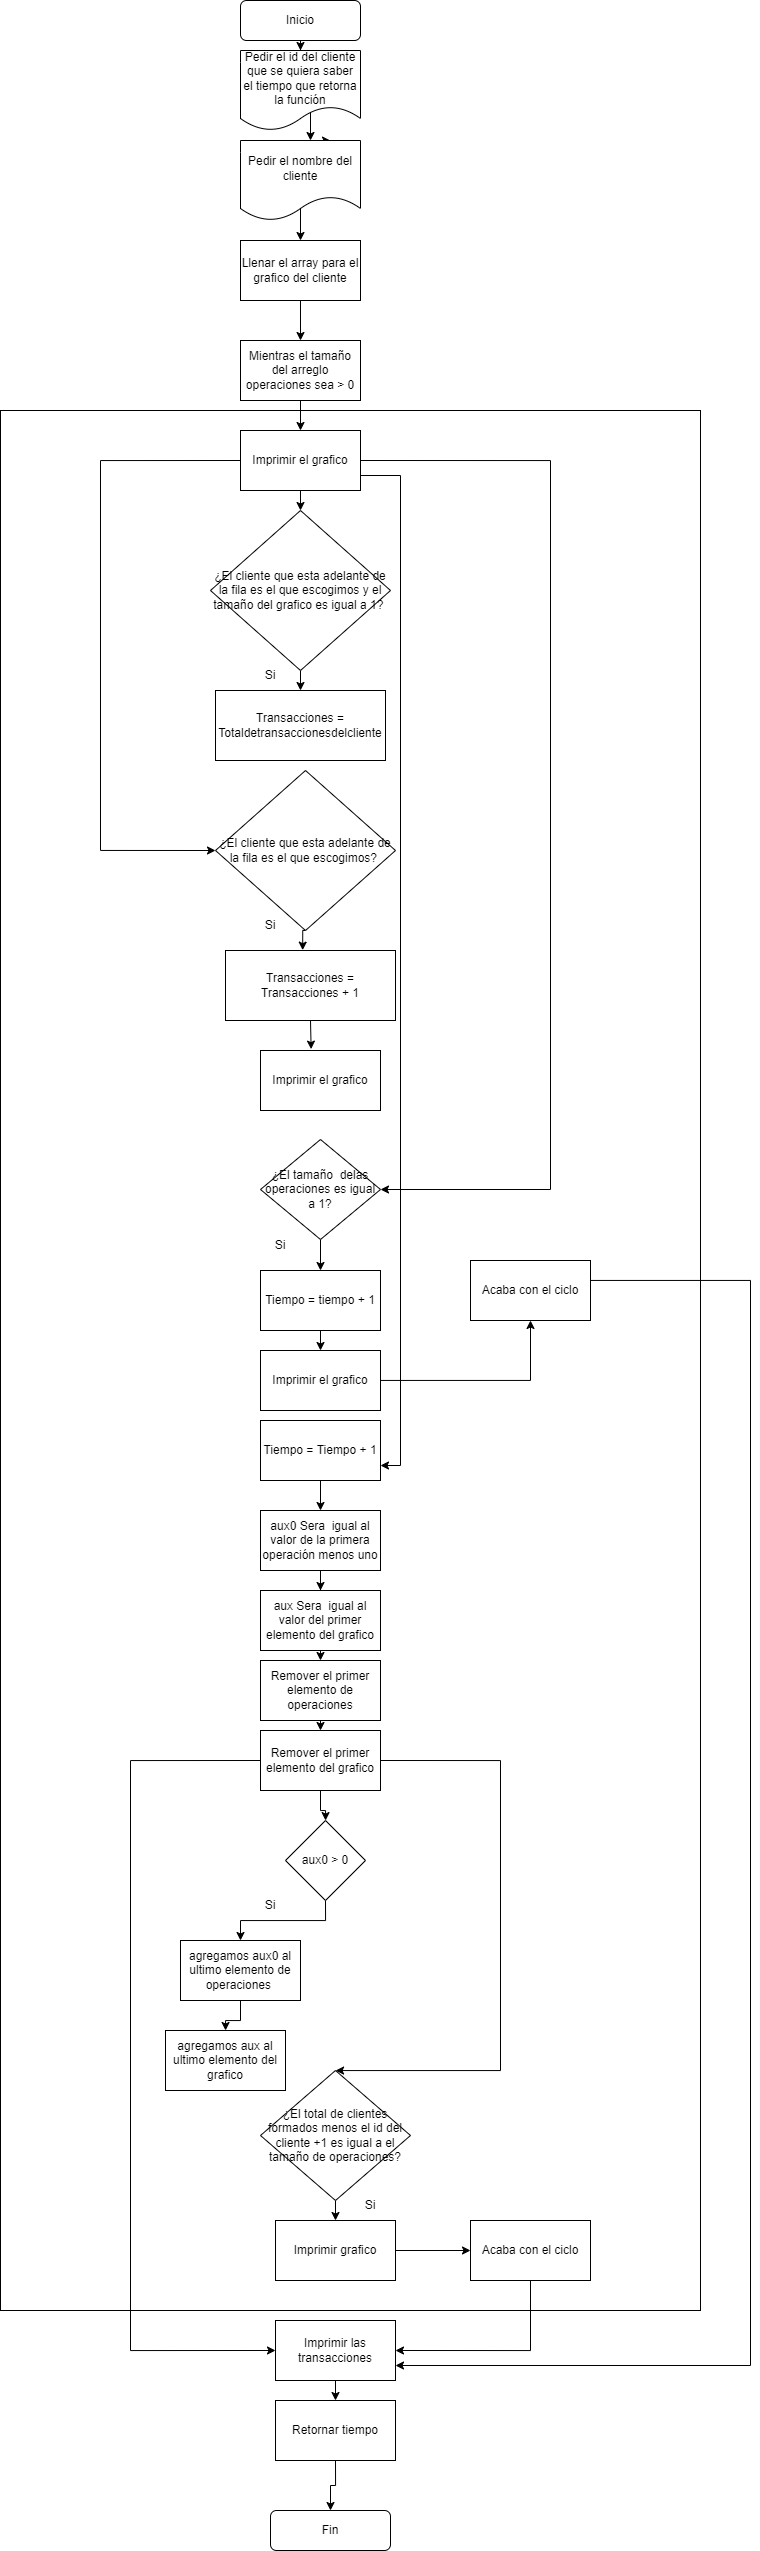 Inicio
Pedir el id del cliente
que se quiera saber
el tiempo que retorna
la función
Pedir el nombre del
cliente
Llenar el array para el
grafico del cliente
Mientras el tamaño
del arreglo
operaciones sea > 0
Imprimir el grafico
¿El cliente que esta adelante de
la fila es el que escogimos y el
tamaño del grafico es igual a 1?
Si
Transacciones =
Totaldetransaccionesdelcliente
¿El cliente que esta adelante de
la fila es el que escogimos?
Si
Transacciones =
Transacciones + 1
Imprimir el grafico
¿El tamaño  delas
operaciones es igual
a 1?
Si
Tiempo = tiempo + 1
Acaba con el ciclo
Imprimir el grafico
Tiempo = Tiempo + 1
aux0 Sera  igual al
valor de la primera
operación menos uno
aux Sera  igual al
valor del primer
elemento del grafico
Remover el primer
elemento de
operaciones
Remover el primer
elemento del grafico
aux0 > 0
Si
agregamos aux0 al
ultimo elemento de
operaciones
agregamos aux al
ultimo elemento del
grafico
¿El total de clientes
formados menos el id del
cliente +1 es igual a el
tamaño de operaciones?
Si
Imprimir grafico
Acaba con el ciclo
Imprimir las
transacciones
Retornar tiempo
Fin